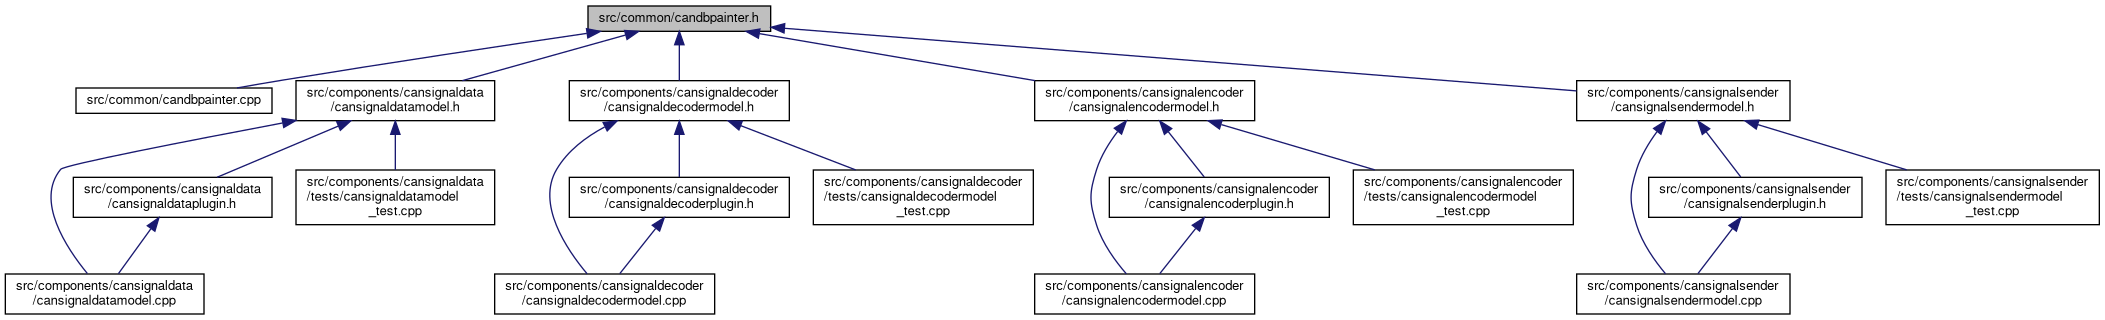 src/common/candbpainter.h
src/common/candbpainter.cpp
src/components/cansignaldata
/cansignaldatamodel.h
src/components/cansignaldecoder
/cansignaldecodermodel.h
src/components/cansignalencoder
/cansignalencodermodel.h
src/components/cansignalsender
/cansignalsendermodel.h
src/components/cansignaldata
/cansignaldataplugin.h
src/components/cansignaldata
/tests/cansignaldatamodel
_test.cpp
src/components/cansignaldecoder
/cansignaldecoderplugin.h
src/components/cansignaldecoder
/tests/cansignaldecodermodel
_test.cpp
src/components/cansignalencoder
/cansignalencoderplugin.h
src/components/cansignalencoder
/tests/cansignalencodermodel
_test.cpp
src/components/cansignalsender
/cansignalsenderplugin.h
src/components/cansignalsender
/tests/cansignalsendermodel
_test.cpp
src/components/cansignaldata
/cansignaldatamodel.cpp
src/components/cansignaldecoder
/cansignaldecodermodel.cpp
src/components/cansignalencoder
/cansignalencodermodel.cpp
src/components/cansignalsender
/cansignalsendermodel.cpp